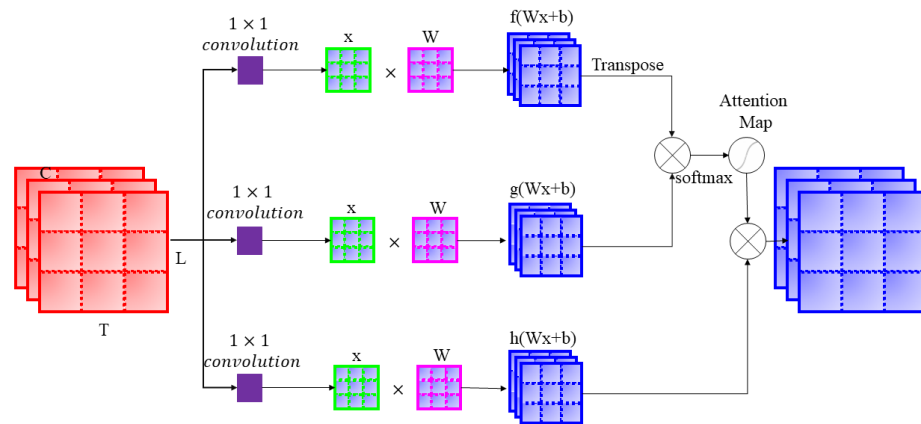 1 × 1
convolution
x
×
W
f(Wx+b)
Transpose
Attention
Map
softmax
C
T
L
1 × 1
convolution
x
×
W
g(Wx+b)
1 × 1
convolution
x
×
W
h(Wx+b)